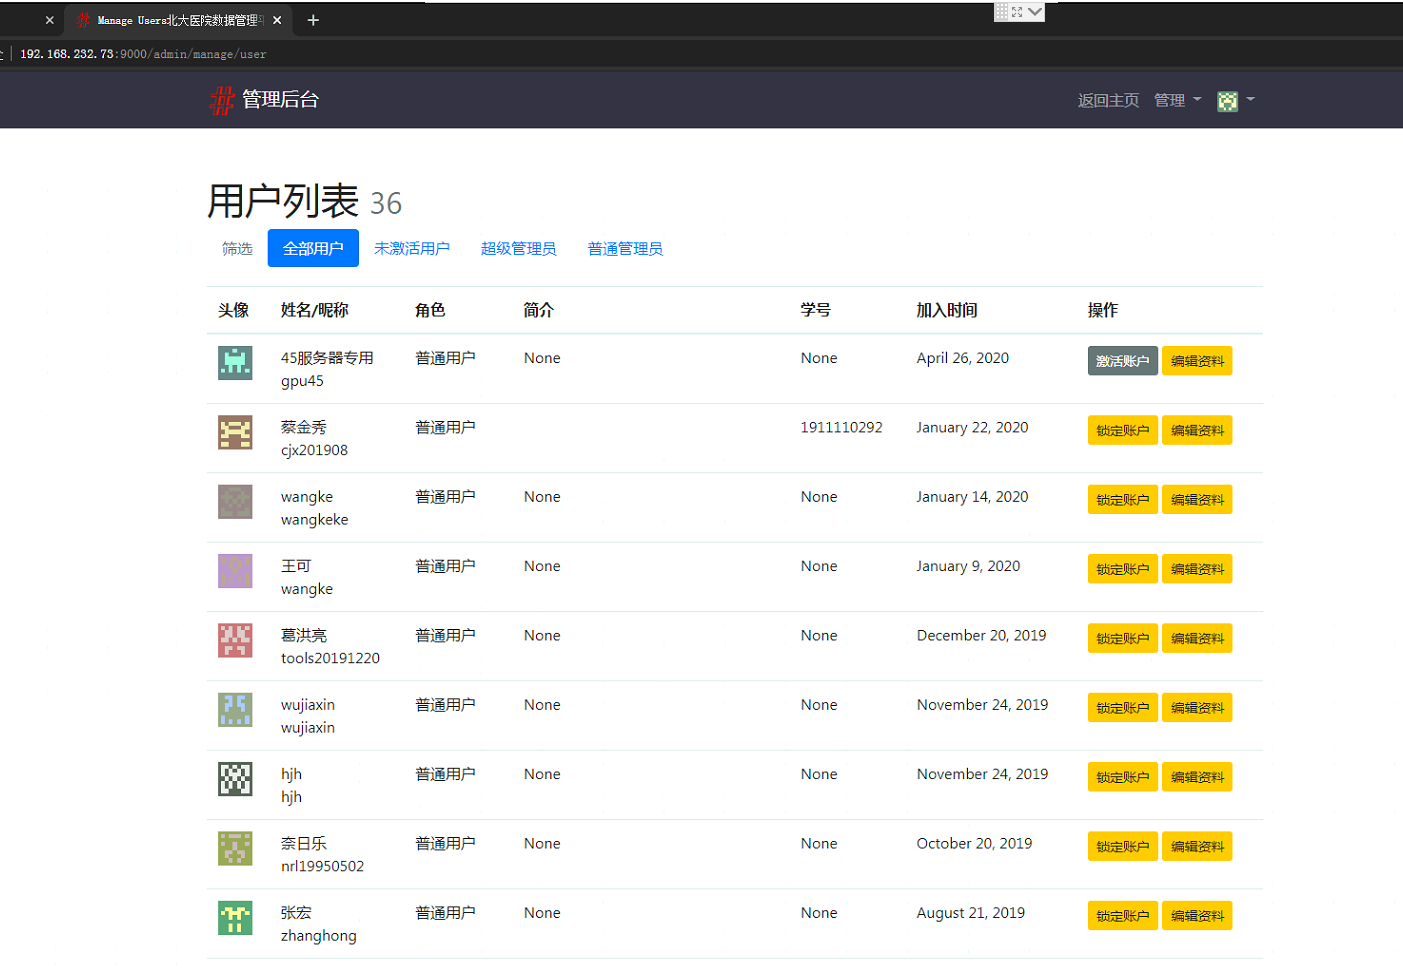 Manage Users北大医院数据管理平
192.168.232.73:9000/admin/manage/user
管理后台
返回主页 管理
用户列表 36
筛选 全部用户 未激活用户 超级管理员 普通管理员
头像 姓名/昵称 角色 简介 学号 加入时间 操作
45服务器专用 普通用户 None None April 26, 2020 激活账户 编辑资料
gpu45
蔡金秀 普通用户 1911110292 January 22, 2020 锁定账户 编辑资料
cjx201908
wangke 普通用户 None None January 14, 2020 锁定账户 编辑资料
wangkeke
王可 普通用户 None None January 9, 2020 锁定账户 编辑资料
wangke
葛洪亮 普通用户 None None December 20, 2019 锁定账户 编辑资料
tools20191220
wujiaxin 普通用户 None None November 24, 2019 锁定账户 编辑资料
wujiaxin
hjh 普通用户 None None November 24, 2019 锁定账户 编辑资料
hjh
奈日乐 普通用户 None None October 20, 2019 锁定账户 编辑资料
nrl19950502
张宏 普通用户 None None August 21, 2019 锁定账户 编辑资料
zhanghong